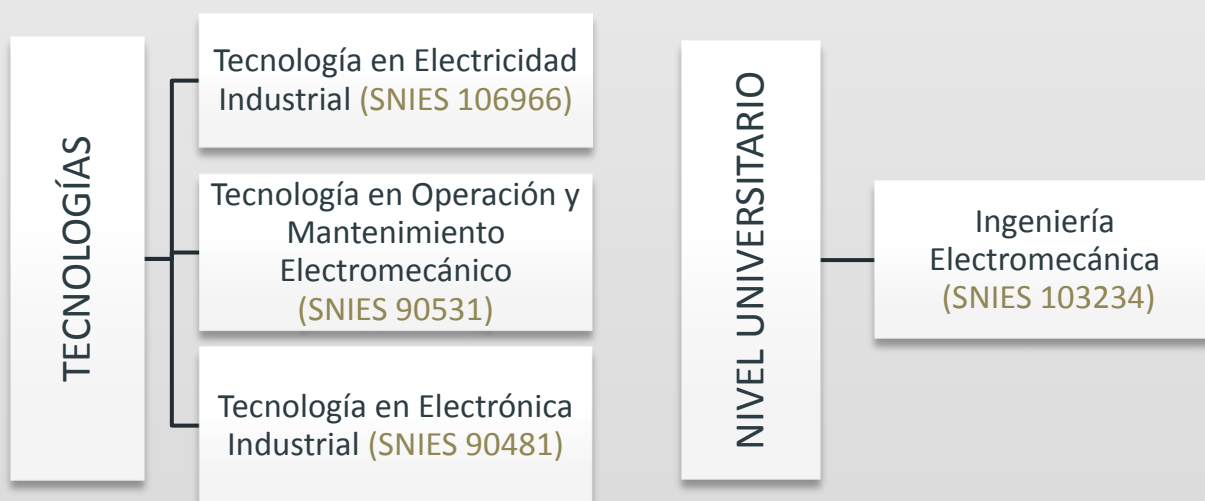 TECNOLOGÍAS
Tecnología en Electricidad
Industrial (SNIES 106966)
Tecnología en Operación y
Mantenimiento
Electromecánico
(SNIES 90531)
Tecnología en Electrónica
Industrial (SNIES 90481)
NIVEL UNIVERSITARIO
Ingeniería
Electromecánica
(SNIES 103234)